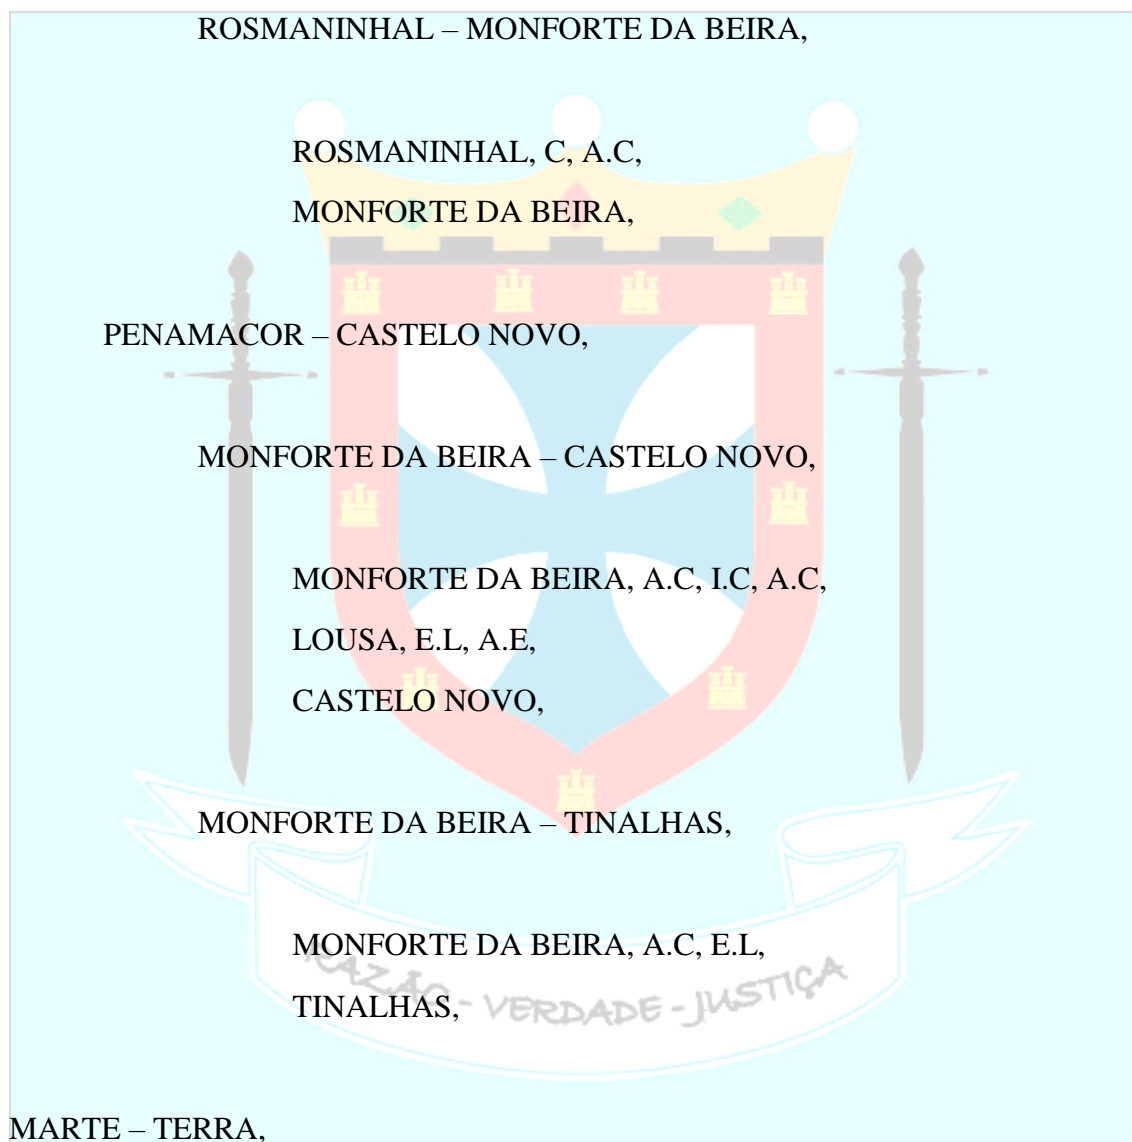 ROSMANINHAL – MONFORTE DA BEIRA,
ROSMANINHAL, C, A.C,
MONFORTE DA BEIRA,
PENAMACOR – CASTELO NOVO,
MONFORTE DA BEIRA – CASTELO NOVO,
MONFORTE DA BEIRA, A.C, I.C, A.C,
LOUSA, E.L, A.E,
CASTELO NOVO,
MONFORTE DA BEIRA – TINALHAS,
MONFORTE DA BEIRA, A.C, E.L,
TINALHAS,
RAZÃO - VERDADE - JUSTIÇA
MARTE – TERRA,